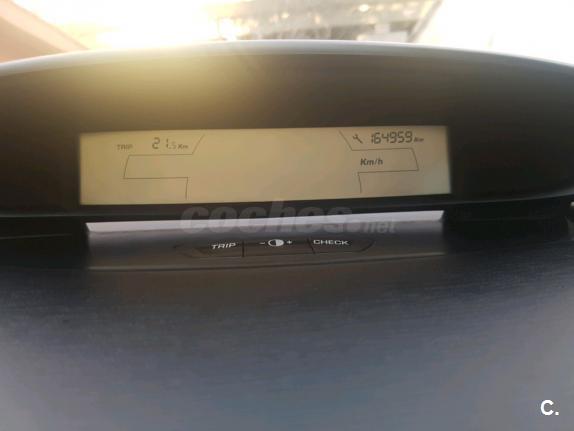 TRIP 21.5 Km 164959 Km
Km/h
coches.net
TRIP - + CHECK
C.